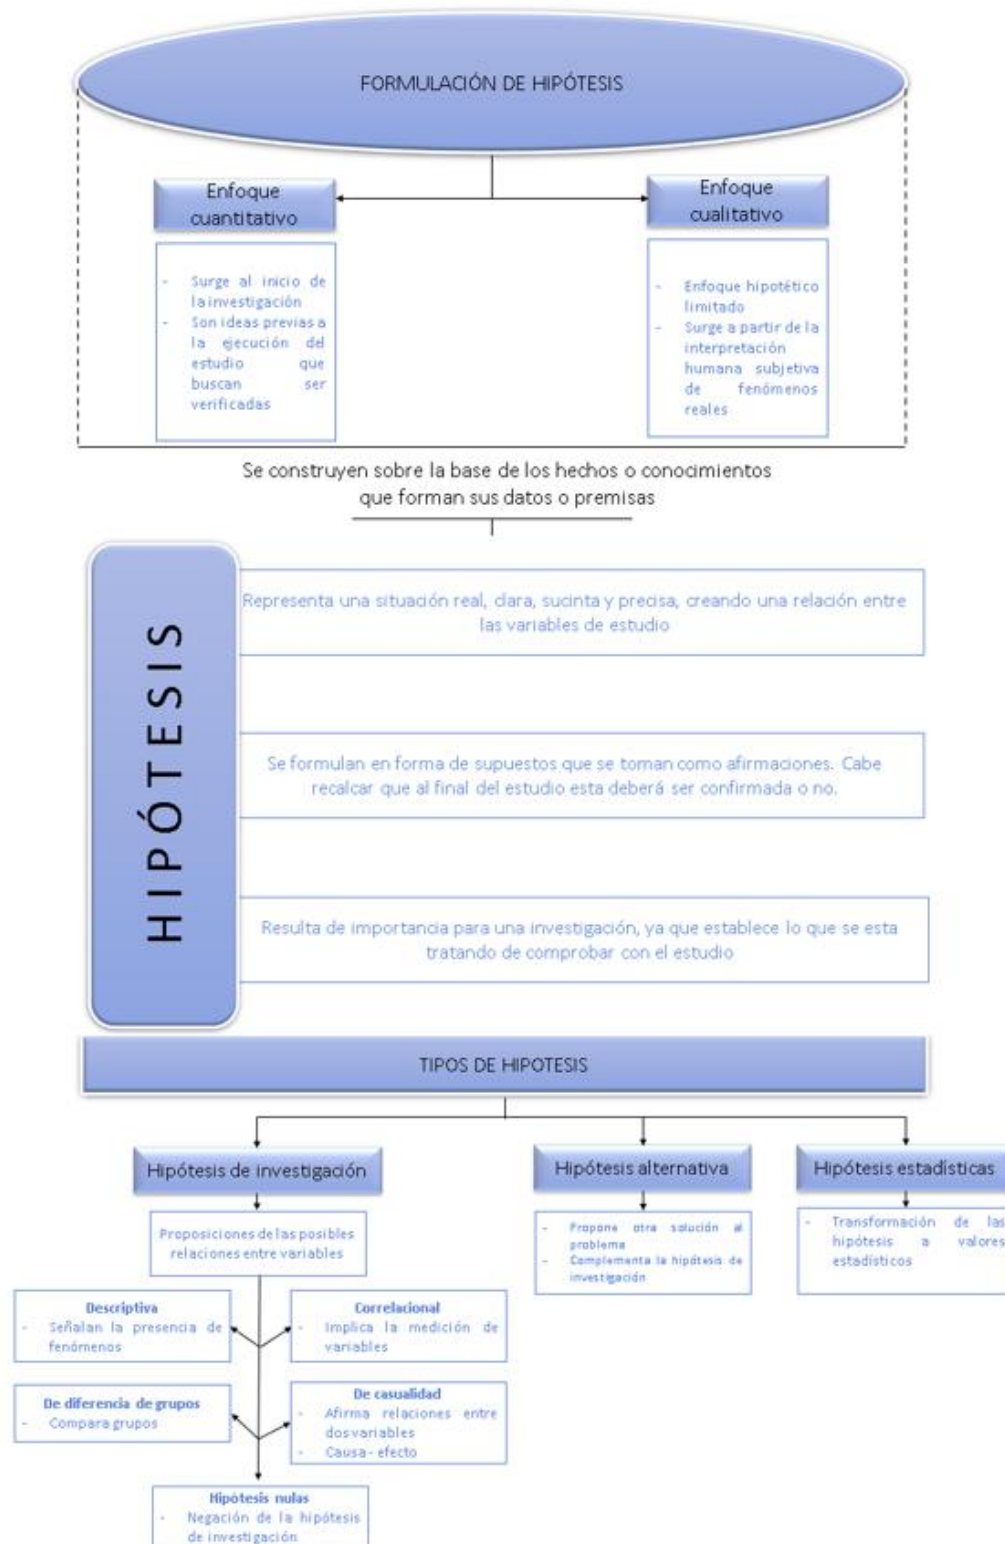 FORMULACIÓN DE HIPÓTESIS
Enfoque
cuantitativo
- Surge al inicio de
la investigación
- Son ideas previas a
la ejecución del
estudio que
buscan ser
verificadas
Enfoque
cualitativo
- Enfoque hipotético
limitado
- Surge a partir de la
interpretación
humana subjetiva
de fenómenos
reales
Se construyen sobre la base de los hechos o conocimientos
que forman sus datos o premisas
HIPÓTESIS
Representa una situación real, clara, sucinta y precisa, creando una relación entre
las variables de estudio
Se formulan en forma de supuestos que se toman como afirmaciones. Cabe
recalcar que al final del estudio esta deberá ser confirmada o no.
Resulta de importancia para una investigación, ya que establece lo que se esta
tratando de comprobar con el estudio
TIPOS DE HIPOTESIS
Hipótesis de investigación
Proposiciones de las posibles
relaciones entre variables
Descriptiva
- Señalan la presencia de
fenómenos
Correlacional
- Implica la medición de
variables
De diferencia de grupos
- Compara grupos
De casualidad
- Afirma relaciones entre
dos variables
- Causa - efecto
Hipótesis nulas
- Negación de la hipótesis
de investigación
Hipótesis alternativa
- Propone otra solución al
problema
- Complementa la hipótesis de
investigación
Hipótesis estadísticas
- Transformación de las
hipótesis a valores
estadísticos